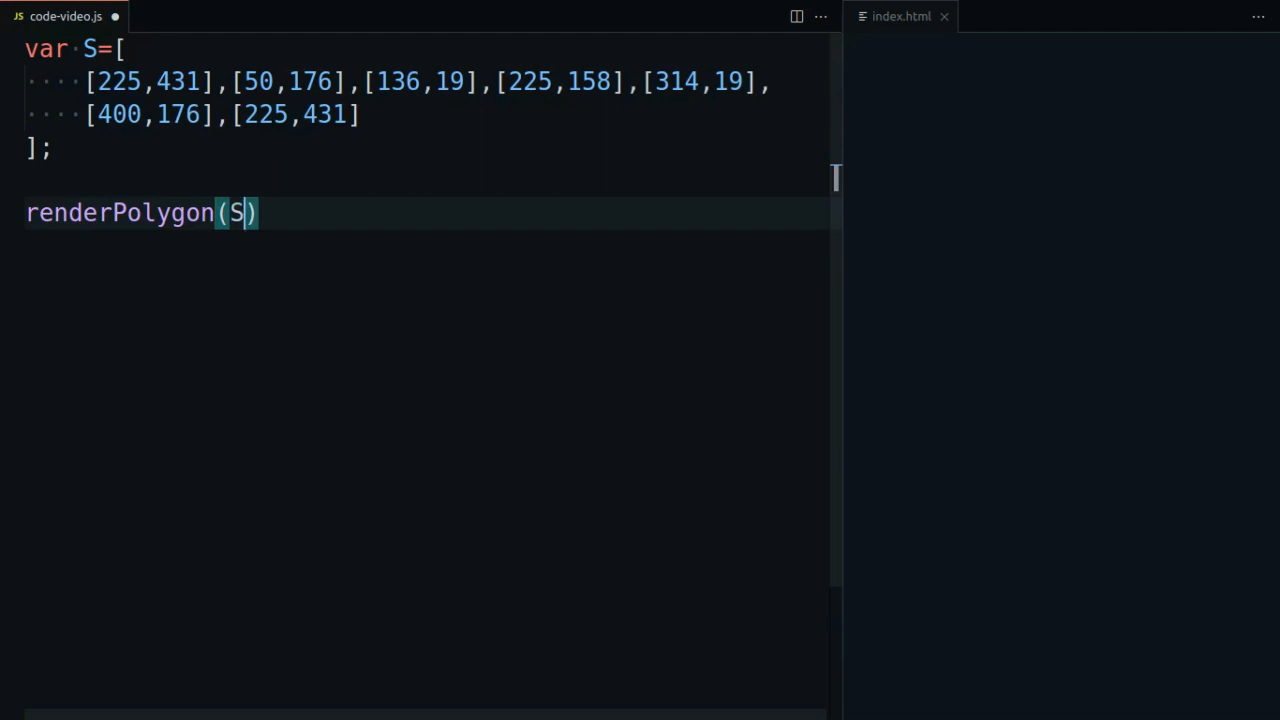 JS code-video.js
index.html
var S=[
[225,431],[50,176],[136,19],[225,158],[314,19],
[400,176],[225,431]
];
renderPolygon(S)